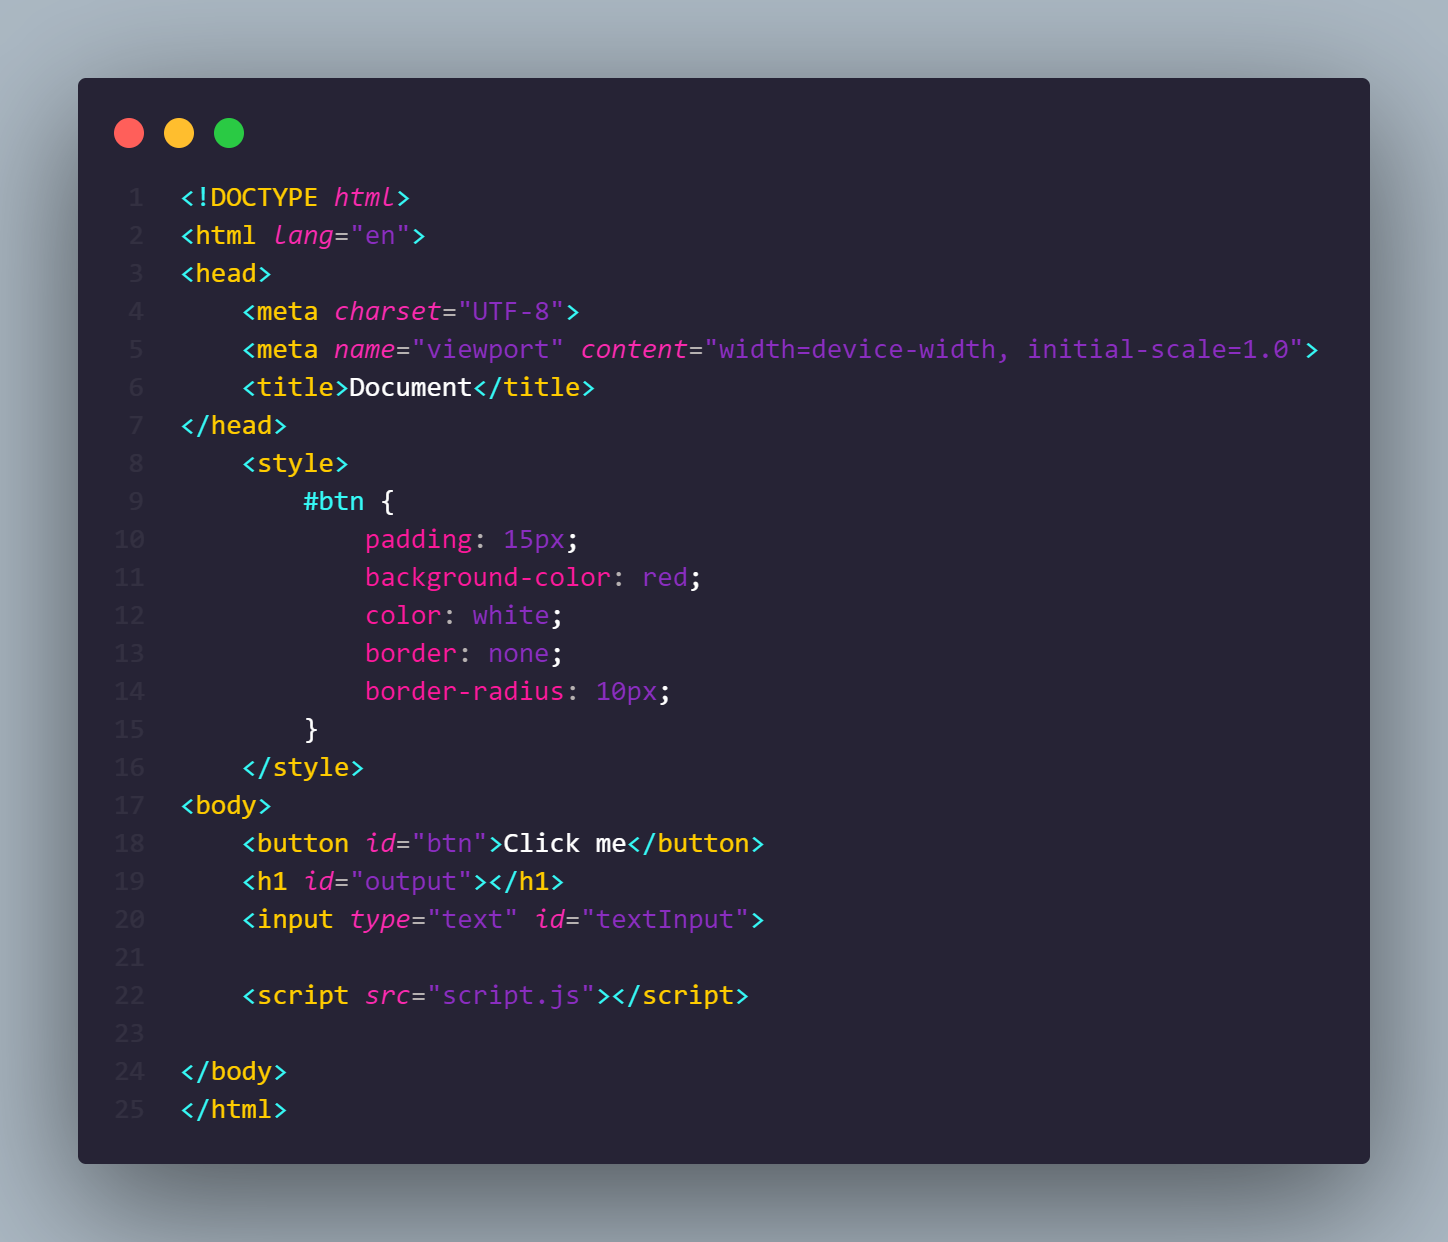 1 <!DOCTYPE html>
2 <html lang="en">
3 <head>
4     <meta charset="UTF-8">
5     <meta name="viewport" content="width=device-width, initial-scale=1.0">
6     <title>Document</title>
7 </head>
8     <style>
9         #btn {
10             padding: 15px;
11             background-color: red;
12             color: white;
13             border: none;
14             border-radius: 10px;
15         }
16     </style>
17 <body>
18     <button id="btn">Click me</button>
19     <h1 id="output"></h1>
20     <input type="text" id="textInput">
21
22     <script src="script.js"></script>
23
24 </body>
25 </html>